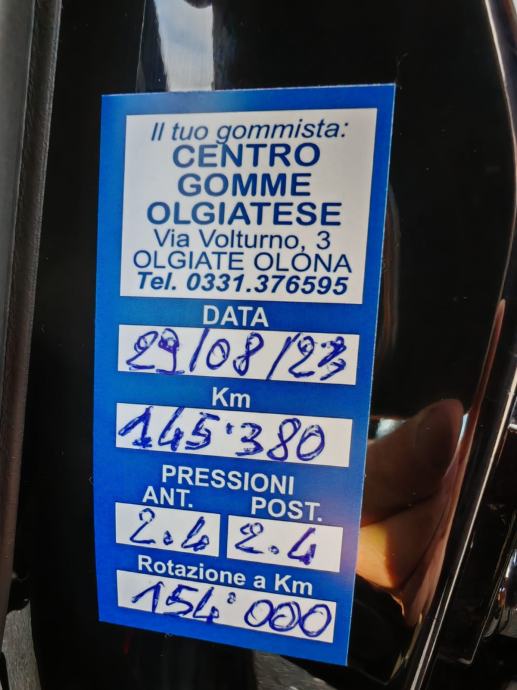 Il tuo gommista:
CENTRO
GOMME
OLGIATESE
Via Volturno, 3
OLGIATE OLONA
Tel. 0331.376595
DATA
29/08/23
Km
145'380
PRESSIONI
ANT. POST.
2.4 2.4
Rotazione a Km
154'000